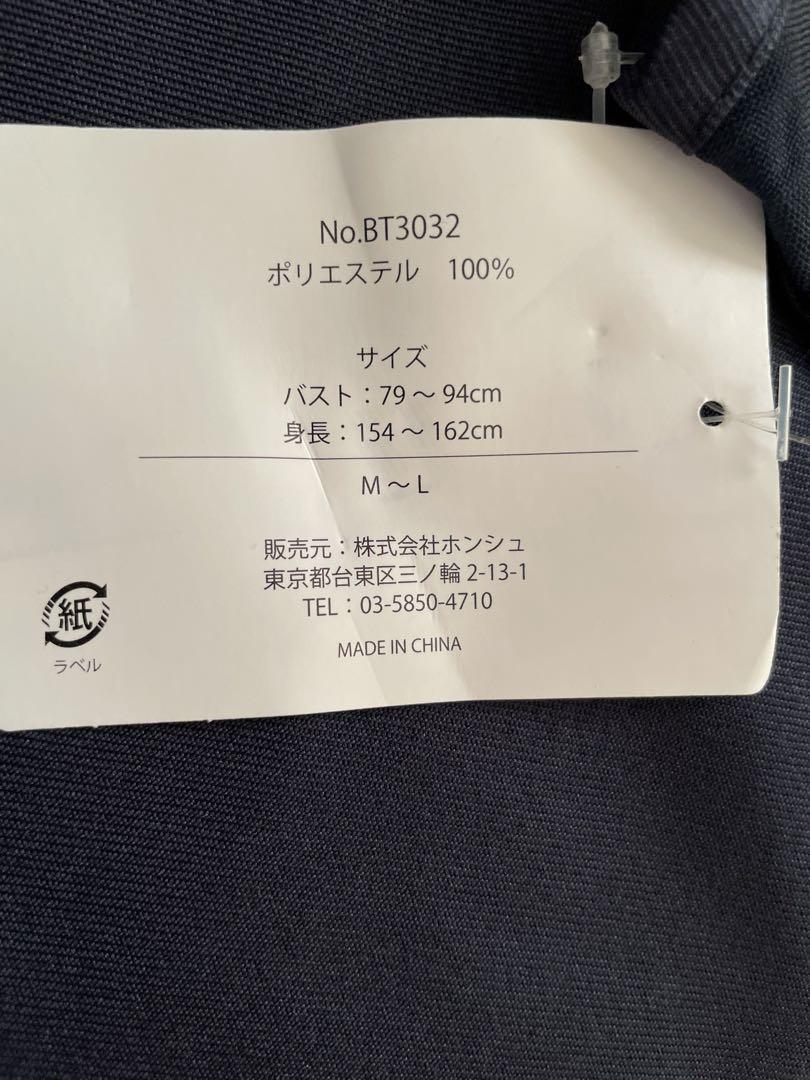 No.BT3032
ポリエステル　100%
サイズ
バスト：79～94cm
身長：154～162cm
M～L
販売元：株式会社ホンシュ
東京都台東区三ノ輪 2-13-1
TEL：03-5850-4710
MADE IN CHINA
紙
ラベル